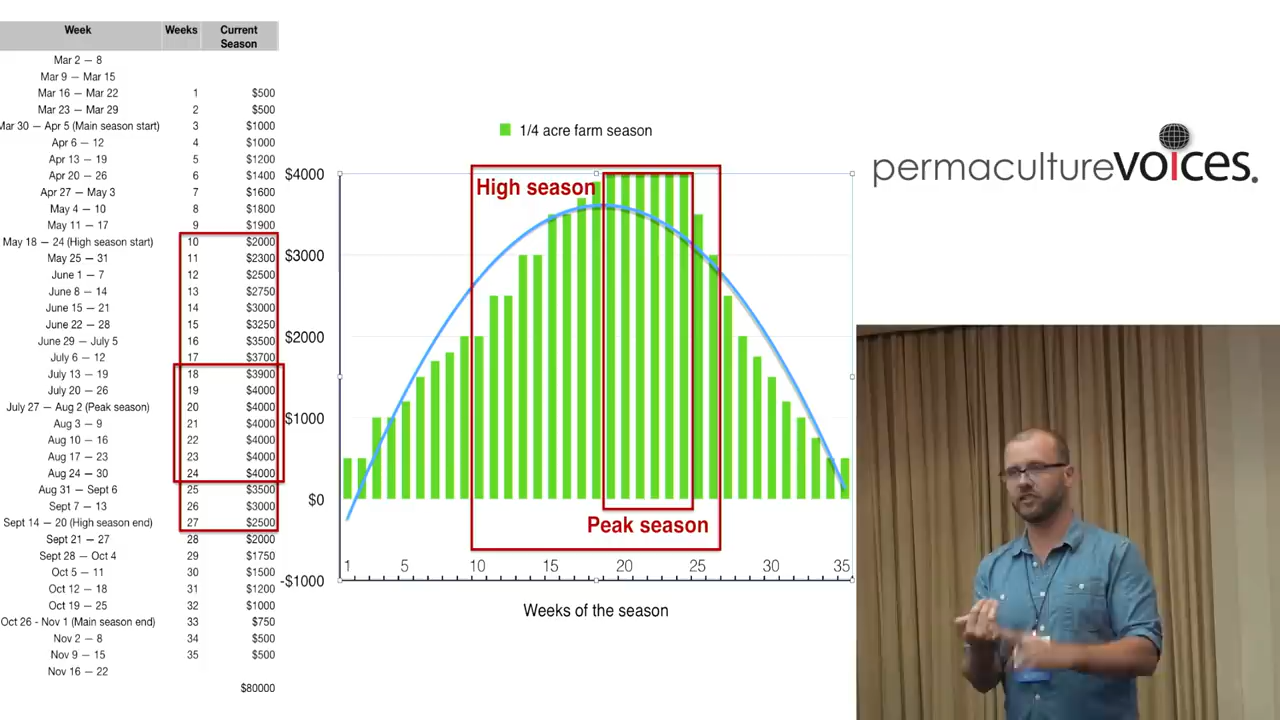 Week Weeks Current
Season
Mar 2 — 8
Mar 9 — Mar 15
Mar 16 — Mar 22 1 $500
Mar 23 — Mar 29 2 $500
Mar 30 — Apr 5 (Main season start) 3 $1000
Apr 6 — 12 4 $1000
Apr 13 — 19 5 $1200
Apr 20 — 26 6 $1400
Apr 27 — May 3 7 $1600
May 4 — 10 8 $1800
May 11 — 17 9 $1900
May 18 — 24 (High season start) 10 $2000
May 25 — 31 11 $2300
June 1 — 7 12 $2500
June 8 — 14 13 $2750
June 15 — 21 14 $3000
June 22 — 28 15 $3250
June 29 — July 5 16 $3500
July 6 — 12 17 $3700
July 13 — 19 18 $3900
July 20 — 26 19 $4000
July 27 — Aug 2 (Peak season) 20 $4000
Aug 3 — 9 21 $4000
Aug 10 — 16 22 $4000
Aug 17 — 23 23 $4000
Aug 24 — 30 24 $4000
Aug 31 — Sept 6 25 $3500
Sept 7 — 13 26 $3000
Sept 14 — 20 (High season end) 27 $2500
Sept 21 — 27 28 $2000
Sept 28 — Oct 4 29 $1750
Oct 5 — 11 30 $1500
Oct 12 — 18 31 $1200
Oct 19 — 25 32 $1000
Oct 26 - Nov 1 (Main season end) 33 $750
Nov 2 — 8 34 $500
Nov 9 — 15 35 $500
Nov 16 — 22
$80000
1/4 acre farm season
$4000
High season
$3000
$2000
$1000
$0
Peak season
-$1000
1 5 10 15 20 25 30 35
Weeks of the season
permaculturevoices.